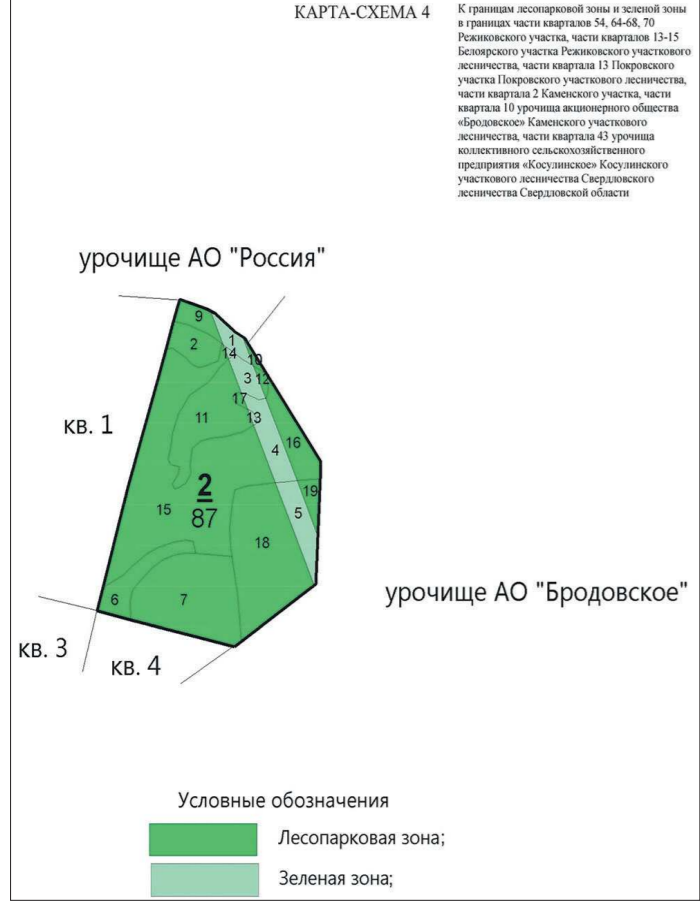 КАРТА-СХЕМА 4
К границам лесопарковой зоны и зеленой зоны
в границах части кварталов 54, 64-68, 70
Режиковского участка, части кварталов 13-15
Белоярского участка Режиковского участкового
лесничества, части квартала 13 Покровского
участка Покровского участкового лесничества,
части квартала 2 Каменского участка, части
квартала 10 урочища акционерного общества
«Бродовское» Каменского участкового
лесничества, части квартала 43 урочища
коллективного сельскохозяйственного
предприятия «Косулинское» Косулинского
участкового лесничества Свердловского
лесничества Свердловской области
урочище АО "Россия"
9
1
2
14
10
3
12
17
кв. 1
11
13
16
4
2
19
15
87
5
18
урочище АО "Бродовское"
6
7
кв. 3
кв. 4
Условные обозначения
Лесопарковая зона;
Зеленая зона;